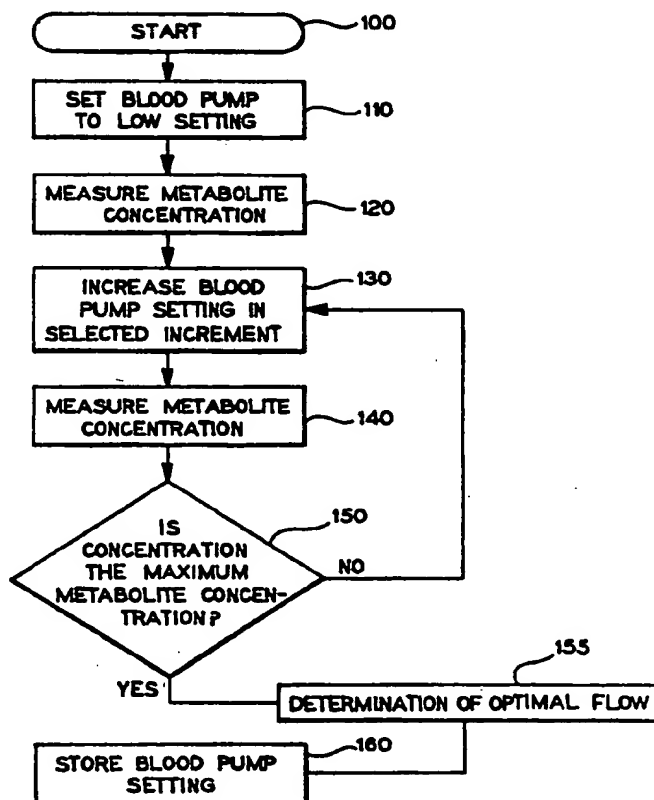 START
100
SET BLOOD PUMP
TO LOW SETTING
110
MEASURE METABOLITE
CONCENTRATION
120
INCREASE BLOOD
PUMP SETTING IN
SELECTED INCREMENT
130
MEASURE METABOLITE
CONCENTRATION
140
IS
CONCENTRATION
THE MAXIMUM
METABOLITE CONCEN-
TRATION?
150
NO
YES
155
DETERMINATION OF OPTIMAL FLOW
160
STORE BLOOD PUMP
SETTING